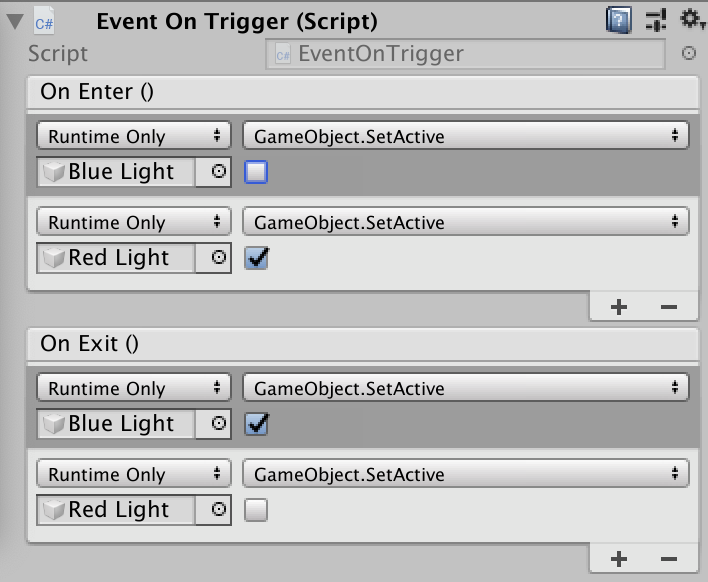 C# Event On Trigger (Script)
Script C# EventOnTrigger
On Enter ()
Runtime Only GameObject.SetActive
Blue Light
Runtime Only GameObject.SetActive
Red Light
+ −
On Exit ()
Runtime Only GameObject.SetActive
Blue Light
Runtime Only GameObject.SetActive
Red Light
+ −